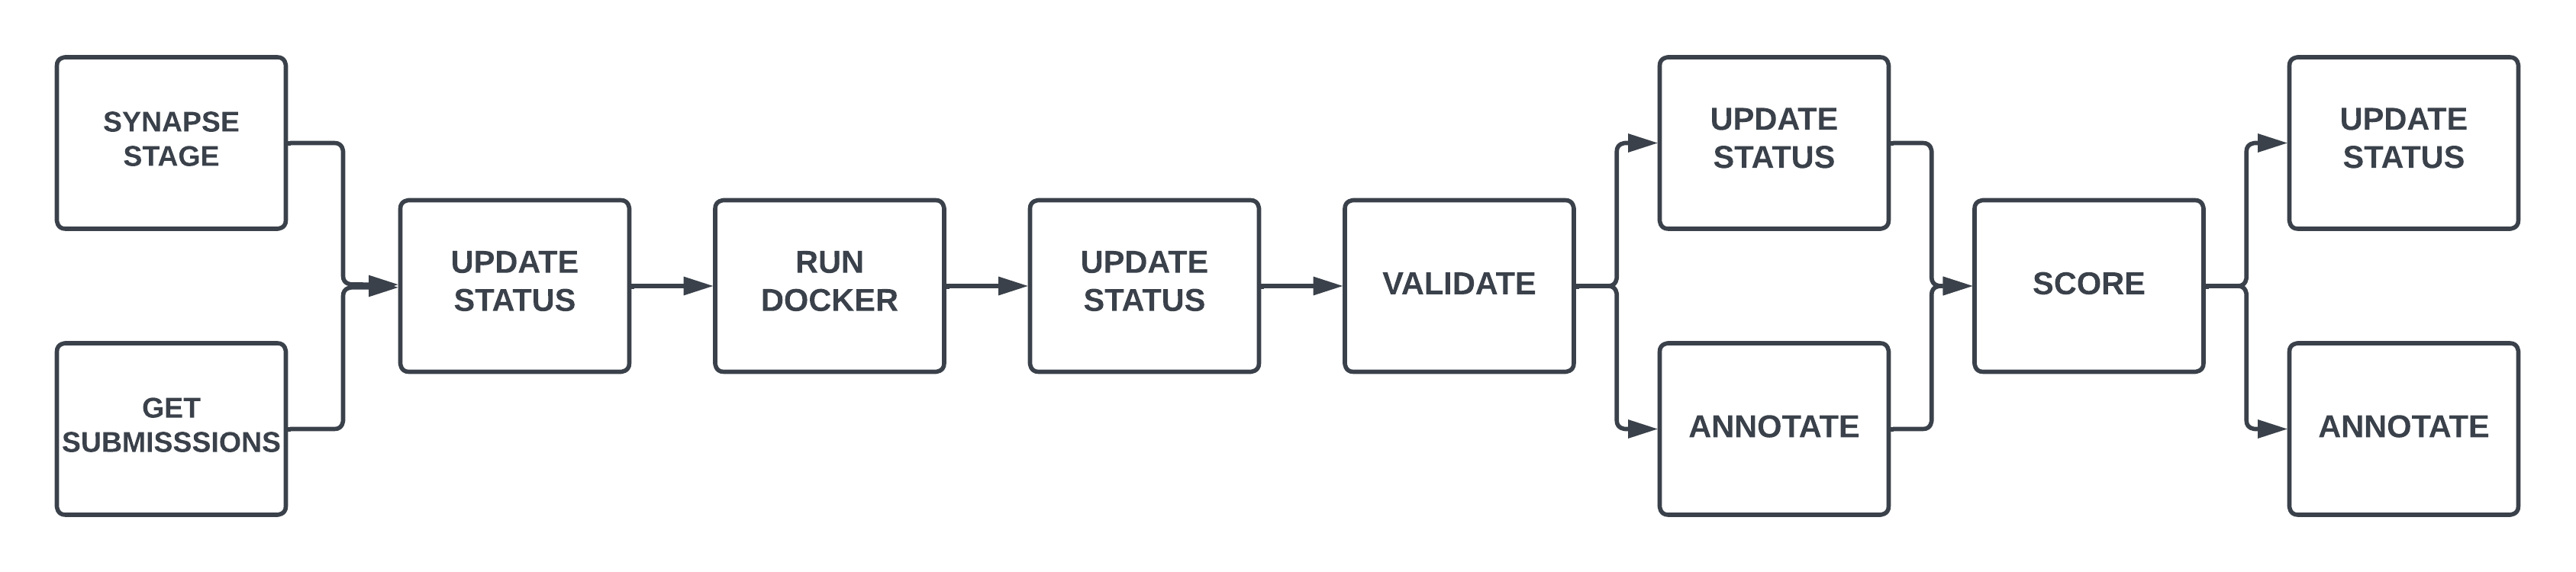 SYNAPSE
STAGE
GET
SUBMISSSIONS
UPDATE
STATUS
RUN
DOCKER
UPDATE
STATUS
VALIDATE
UPDATE
STATUS
ANNOTATE
SCORE
UPDATE
STATUS
ANNOTATE